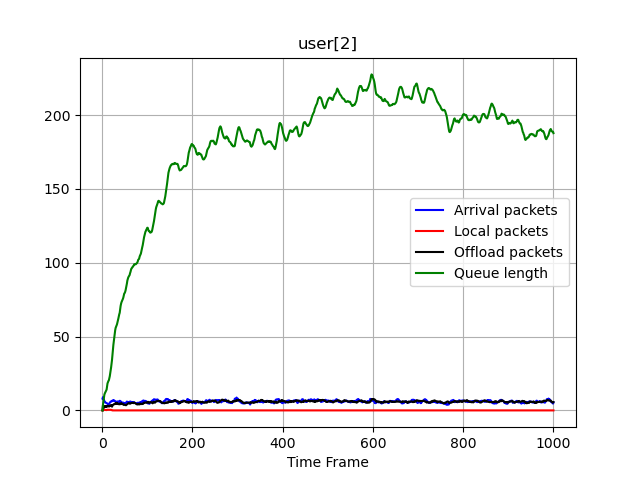 user[2]
200
150
100
50
0
Arrival packets
Local packets
Offload packets
Queue length
0 200 400 600 800 1000
Time Frame